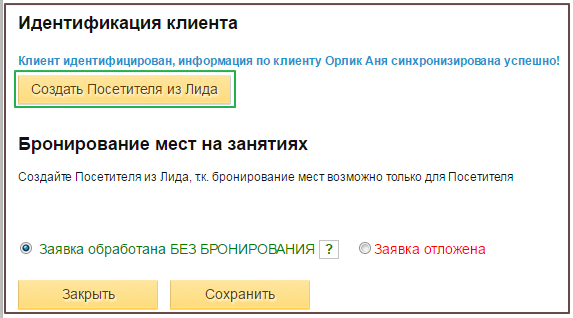 Идентификация клиента
Клиент идентифицирован, информация по клиенту Орлик Аня синхронизирована успешно!
Создать Посетителя из Лида
Бронирование мест на занятиях
Создайте Посетителя из Лида, т.к. бронирование мест возможно только для Посетителя
Заявка обработана БЕЗ БРОНИРОВАНИЯ ? Заявка отложена
Закрыть Сохранить